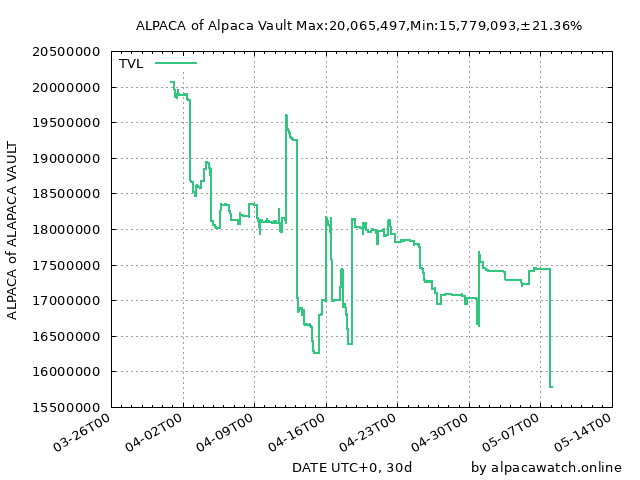 ALPACA of Alpaca Vault Max:20,065,497,Min:15,779,093,±21.36%
TVL
ALPACA of ALAPACA VAULT
20500000
20000000
19500000
19000000
18500000
18000000
17500000
17000000
16500000
16000000
15500000
03-26T00
04-02T00
04-09T00
04-16T00
04-23T00
04-30T00
05-07T00
05-14T00
DATE UTC+0, 30d
by alpacawatch.online